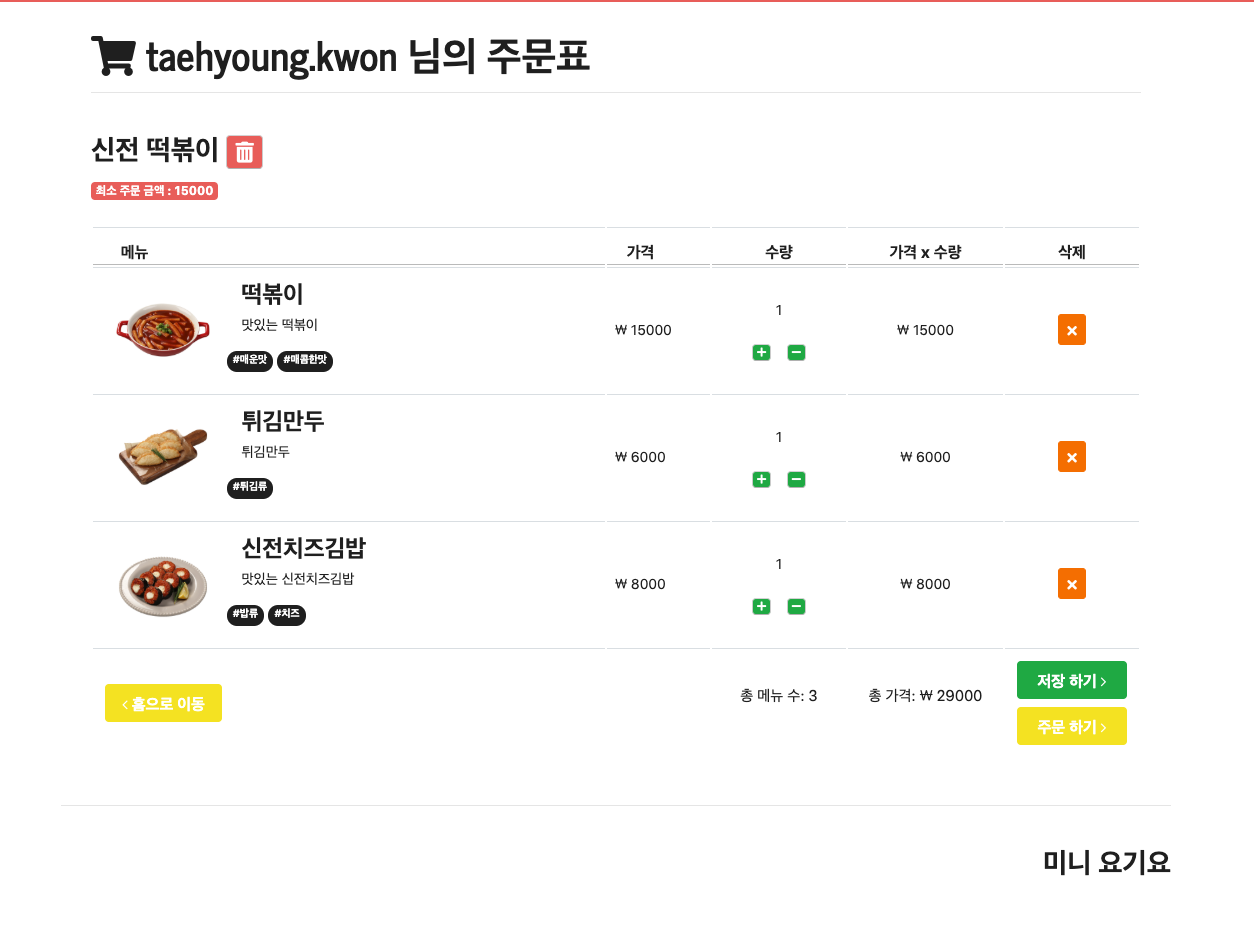 taehyoung.kwon 님의 주문표
신전 떡볶이
최소 주문 금액 : 15000
메뉴 가격 수량 가격 x 수량 삭제
떡볶이
맛있는 떡볶이
#매운맛 #매콤한맛
₩ 15000 1 ₩ 15000
튀김만두
튀김만두
#튀김류
₩ 6000 1 ₩ 6000
신전치즈김밥
맛있는 신전치즈김밥
#밥류 #치즈
₩ 8000 1 ₩ 8000
홈으로 이동
총 메뉴 수: 3 총 가격: ₩ 29000
저장 하기
주문 하기
미니 요기요